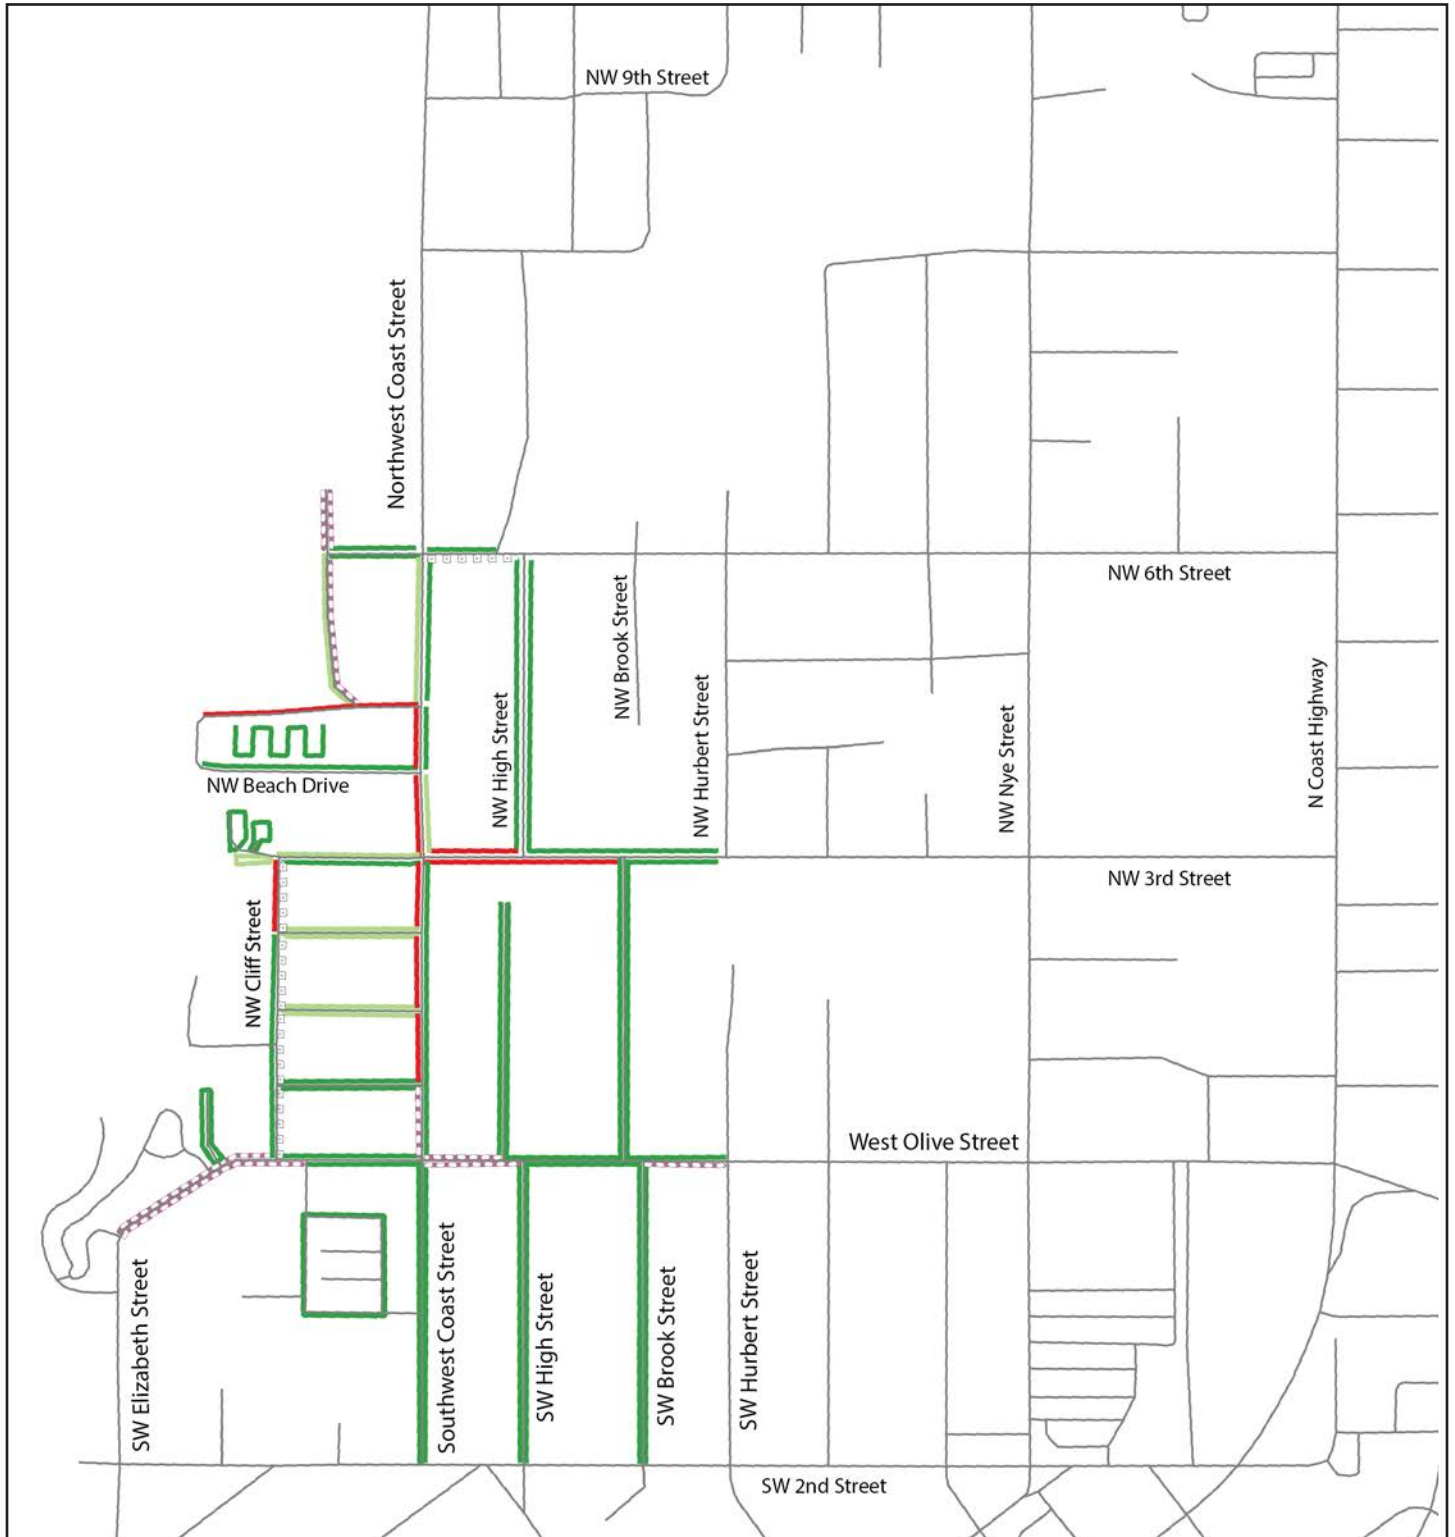 NW 9th Street
Northwest Coast Street
NW 6th Street
NW Brook Street
NW High Street
NW Hurbert Street
NW Nye Street
N Coast Highway
NW Beach Drive
NW 3rd Street
NW Cliff Street
West Olive Street
SW Elizabeth Street
Southwest Coast Street
SW High Street
SW Brook Street
SW Hurbert Street
SW 2nd Street